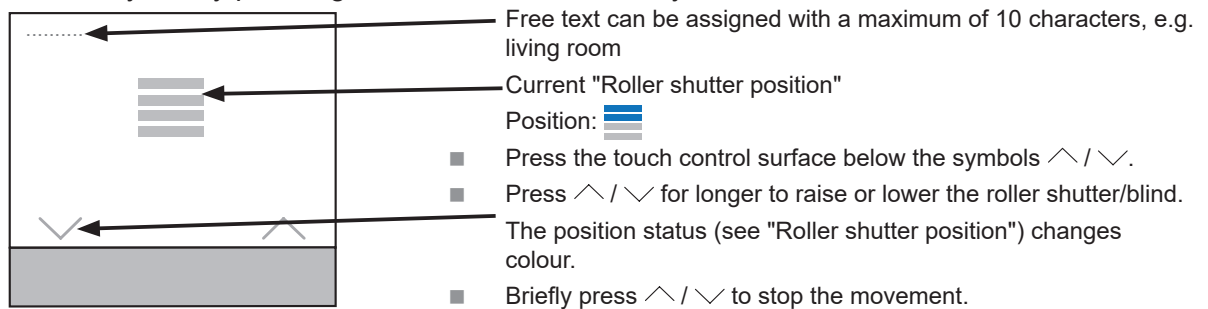 Free text can be assigned with a maximum of 10 characters, e.g.
living room
Current "Roller shutter position"
Position:
■ Press the touch control surface below the symbols ︿ / ﹀.
■ Press ︿ / ﹀ for longer to raise or lower the roller shutter/blind.
The position status (see "Roller shutter position") changes
colour.
■ Briefly press ︿ / ﹀ to stop the movement.